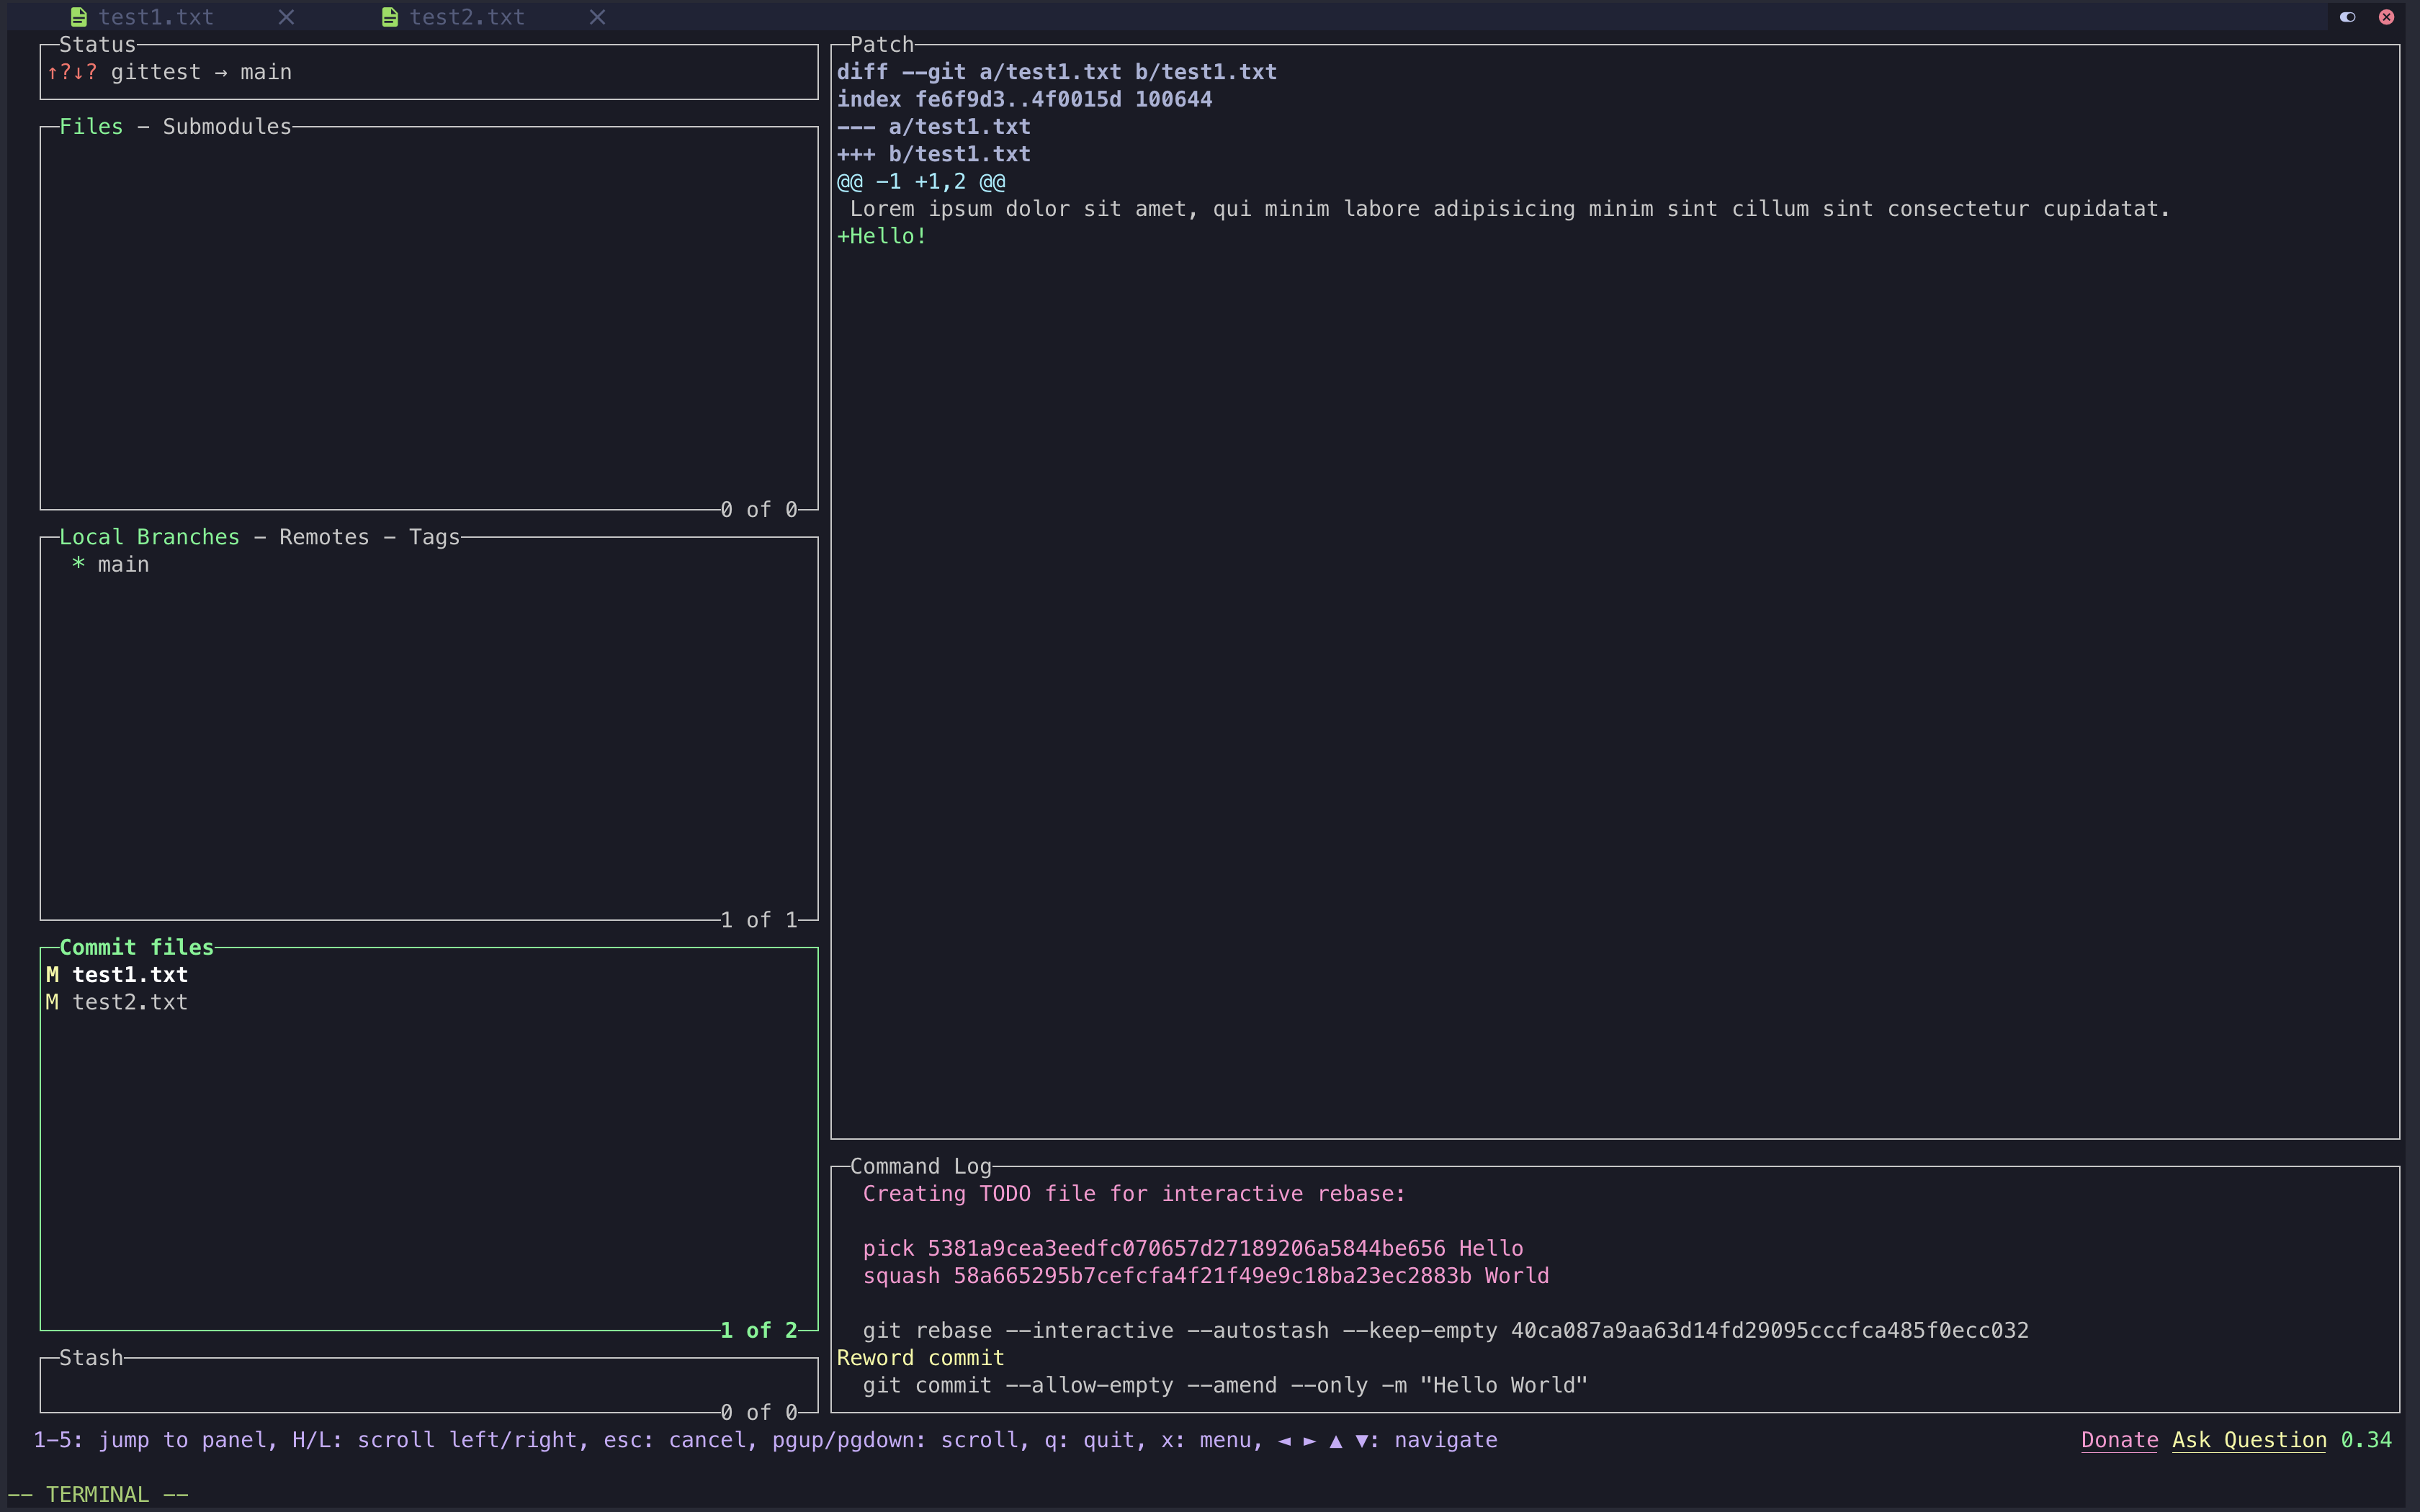 test1.txt test2.txt
Status
↑?↓? gittest → main
Files - Submodules
0 of 0
Local Branches - Remotes - Tags
* main
1 of 1
Commit files
M test1.txt
M test2.txt
1 of 2
Stash
0 of 0
Patch
diff --git a/test1.txt b/test1.txt
index fe6f9d3..4f0015d 100644
--- a/test1.txt
+++ b/test1.txt
@@ -1 +1,2 @@
 Lorem ipsum dolor sit amet, qui minim labore adipisicing minim sint cillum sint consectetur cupidatat.
+Hello!
Command Log
Creating TODO file for interactive rebase:
pick 5381a9cea3eedfc070657d27189206a5844be656 Hello
squash 58a665295b7cefcfa4f21f49e9c18ba23ec2883b World
git rebase --interactive --autostash --keep-empty 40ca087a9aa63d14fd29095cccfca485f0ecc032
Reword commit
git commit --allow-empty --amend --only -m "Hello World"
1-5: jump to panel, H/L: scroll left/right, esc: cancel, pgup/pgdown: scroll, q: quit, x: menu, ◄ ► ▲ ▼: navigate Donate Ask Question 0.34
-- TERMINAL --